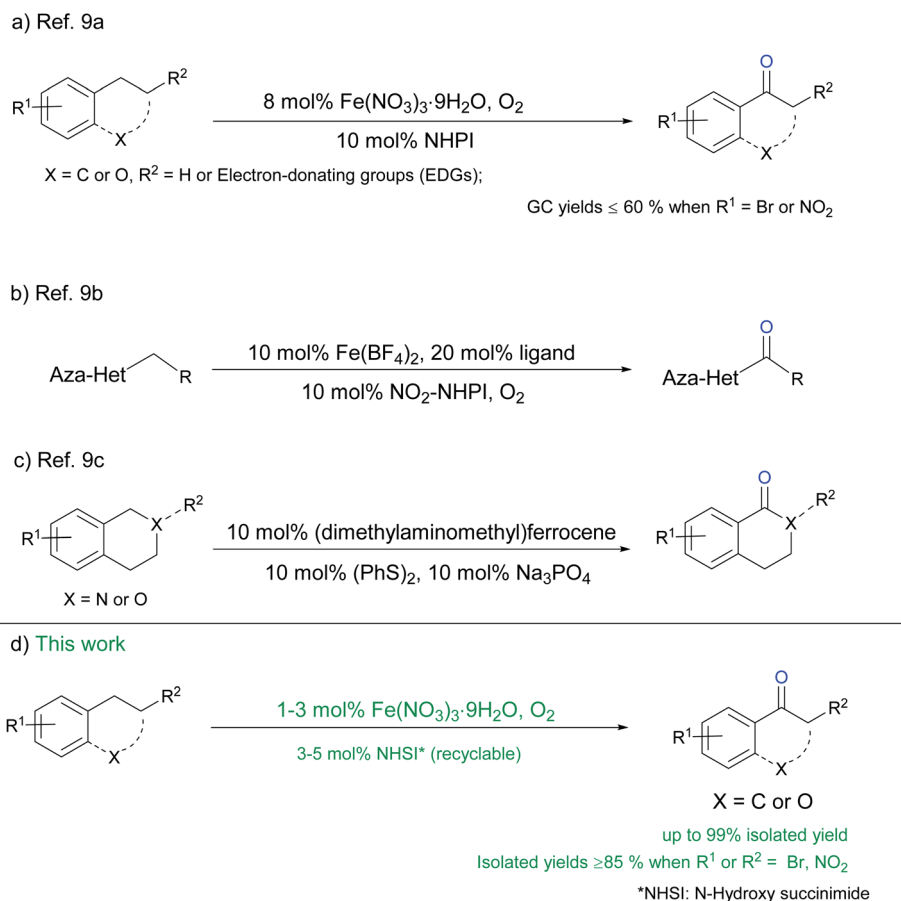 a) Ref. 9a
R¹
R²
X
8 mol% Fe(NO₃)₃·9H₂O, O₂
10 mol% NHPI
O
R¹
R²
X
X = C or O, R² = H or Electron-donating groups (EDGs);
GC yields ≤ 60 % when R¹ = Br or NO₂
b) Ref. 9b
Aza-Het
R
10 mol% Fe(BF₄)₂, 20 mol% ligand
10 mol% NO₂-NHPI, O₂
O
Aza-Het
R
c) Ref. 9c
R¹
X
R²
X = N or O
10 mol% (dimethylaminomethyl)ferrocene
10 mol% (PhS)₂, 10 mol% Na₃PO₄
O
R¹
X
R²
d) This work
R¹
R²
X
1-3 mol% Fe(NO₃)₃·9H₂O, O₂
3-5 mol% NHSI* (recyclable)
O
R¹
R²
X
X = C or O
up to 99% isolated yield
Isolated yields ≥85 % when R¹ or R² = Br, NO₂
*NHSI: N-Hydroxy succinimide